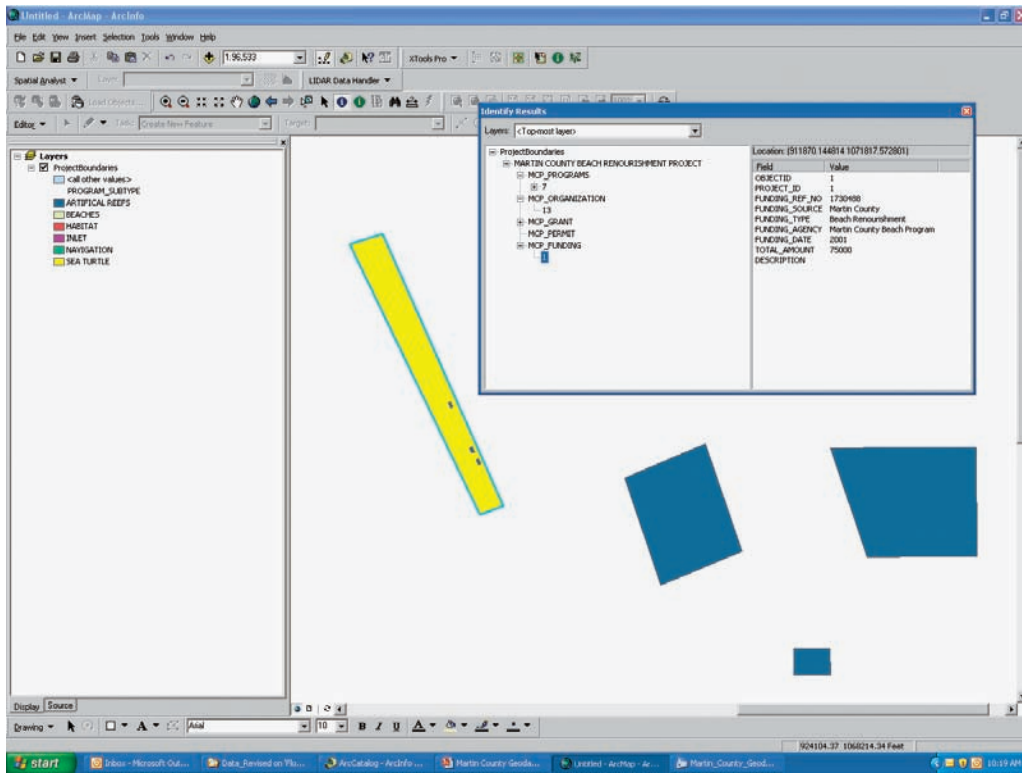 Untitled - ArcMap - ArcInfo
File Edit View Insert Selection Tools Window Help
1:96,533
XTools Pro
Spatial Analyst Layer:
LIDAR Data Handler
Load Objects...
Editor Task: Create New Feature Target:
Layers
ProjectBoundaries
<all other values>
PROGRAM_SUBTYPE
ARTIFICAL REEFS
BEACHES
HABITAT
INLET
NAVIGATION
SEA TURTLE
Identify Results
Layers: <Top-most layer>
ProjectBoundaries
MARTIN COUNTY BEACH RENOURISHMENT PROJECT
MCP_PROGRAMS
7
MCP_ORGANIZATION
13
MCP_GRANT
MCP_PERMIT
MCP_FUNDING
1
Location: (911870.144814 1071817.572801)
Field Value
OBJECTID 1
PROJECT_ID 1
FUNDING_REF_NO 1730488
FUNDING_SOURCE Martin County
FUNDING_TYPE Beach Renourishment
FUNDING_AGENCY Martin County Beach Program
FUNDING_DATE 2001
TOTAL_AMOUNT 75000
DESCRIPTION
Display Source
Drawing A Arial 10 B I U A
924104.37 1068214.34 Feet
start Inbox - Microsoft Out... ArcCatalog - ArcInfo ... Martin County Geoda... Untitled - ArcMap - Ar... Martin_County_Geod... 10:19 AM